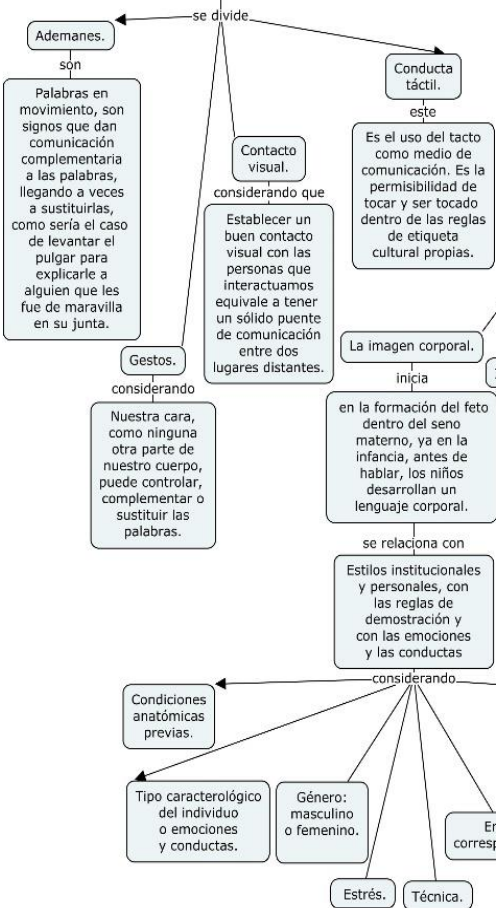 se divide
Ademanes.
son
Palabras en
movimiento, son
signos que dan
comunicación
complementaria
a las palabras,
llegando a veces
a sustituirlas,
como sería el caso
de levantar el
pulgar para
explicarle a
alguien que les
fue de maravilla
en su junta.
Gestos.
considerando
Nuestra cara,
como ninguna
otra parte de
nuestro cuerpo,
puede controlar,
complementar o
sustituir las
palabras.
Contacto
visual.
considerando que
Establecer un
buen contacto
visual con las
personas que
interactuamos
equivale a tener
un sólido puente
de comunicación
entre dos
lugares distantes.
Conducta
táctil.
este
Es el uso del tacto
como medio de
comunicación. Es la
permisibilidad de
tocar y ser tocado
dentro de las reglas
de etiqueta
cultural propias.
La imagen corporal.
inicia
en la formación del feto
dentro del seno
materno, ya en la
infancia, antes de
hablar, los niños
desarrollan un
lenguaje corporal.
se relaciona con
Estilos institucionales
y personales, con
las reglas de
demostración y
con las emociones
y las conductas
considerando
Condiciones
anatómicas
previas.
Tipo caracterológico
del individuo
o emociones
y conductas.
Género:
masculino
o femenino.
Estrés.
Técnica.